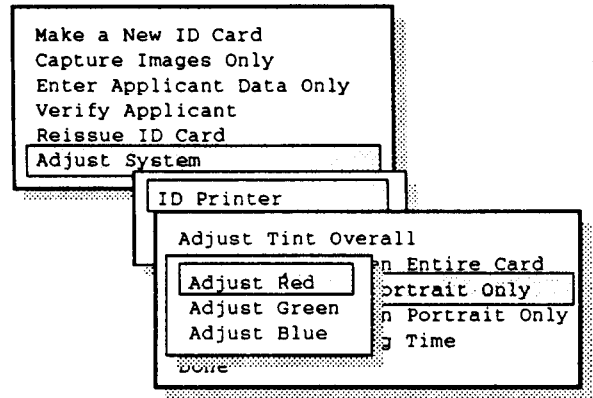 Make a New ID Card
Capture Images Only
Enter Applicant Data Only
Verify Applicant
Reissue ID Card
Adjust System
ID Printer
Adjust Tint Overall
Entire Card
Adjust Red
Only
Adjust Green
Portrait Only
Adjust Blue
Time
Done